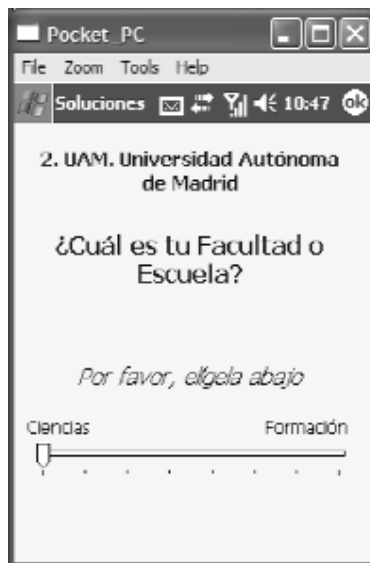 Pocket_PC
File Zoom Tools Help
Soluciones 10:47 ok
2. UAM. Universidad Autónoma
de Madrid
¿Cuál es tu Facultad o
Escuela?
Por favor, elígela abajo
Ciencias Formación